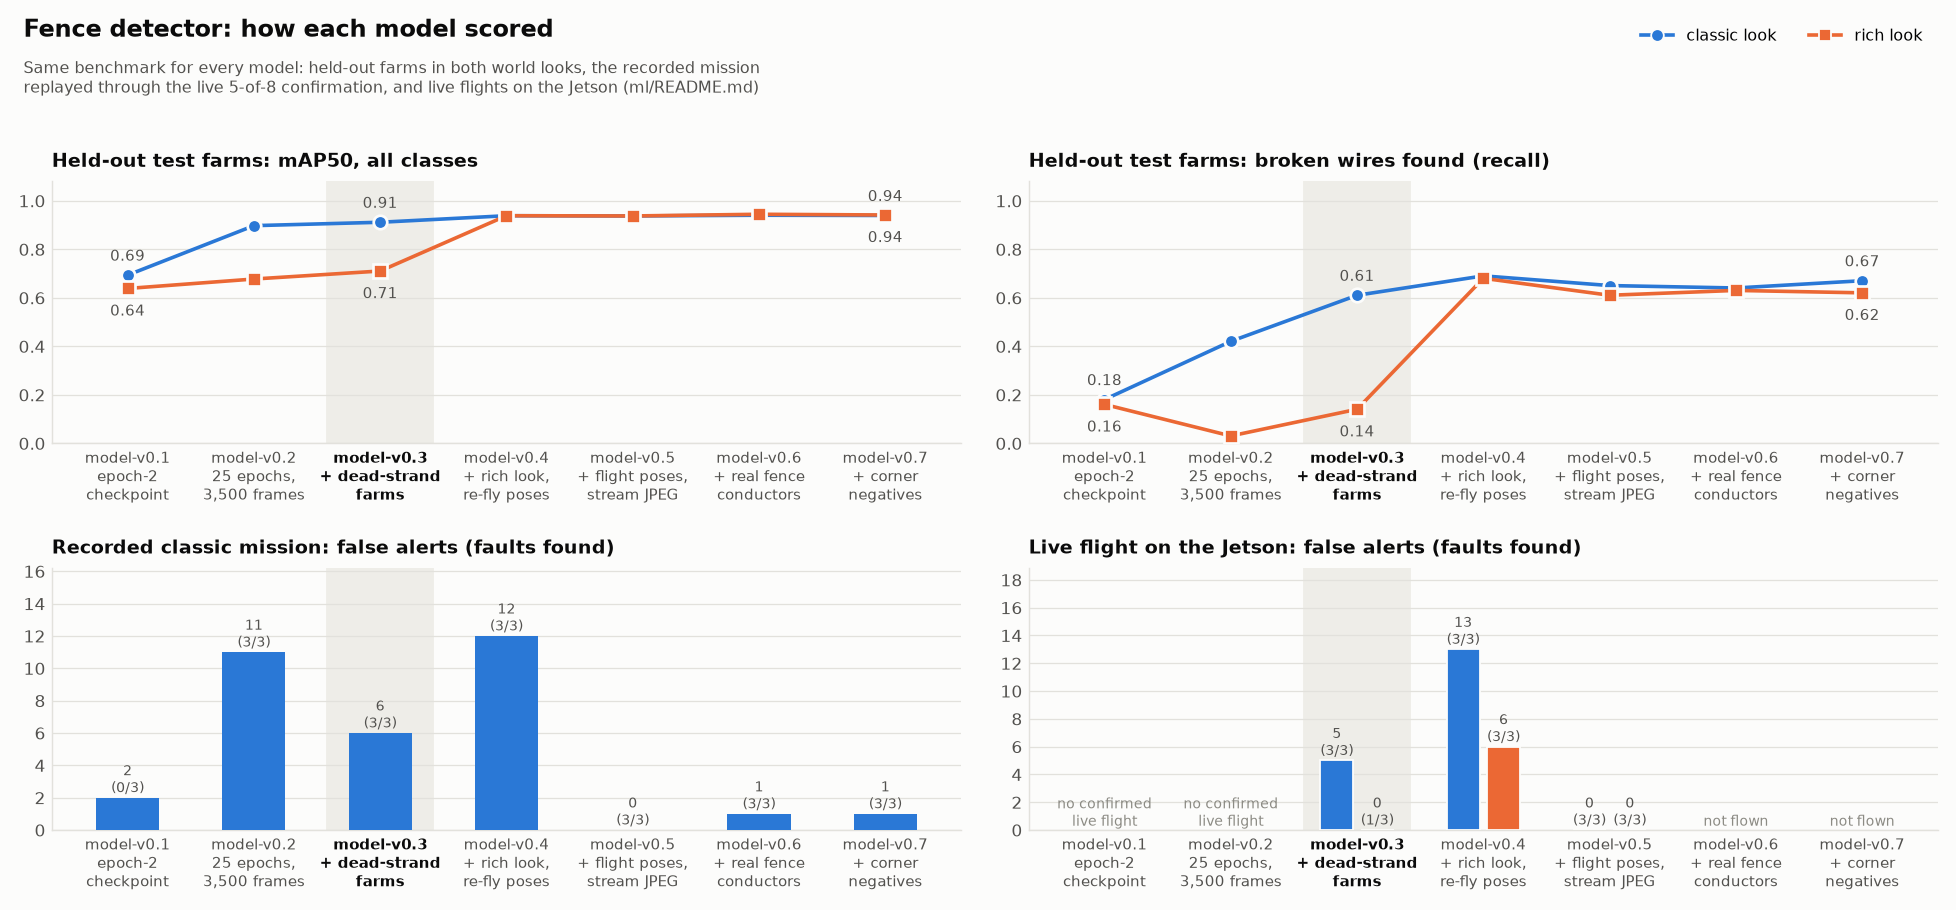 Fence detector: how each model scored
classic look
rich look
Same benchmark for every model: held-out farms in both world looks, the recorded mission
replayed through the live 5-of-8 confirmation, and live flights on the Jetson (ml/README.md)
Held-out test farms: mAP50, all classes
1.0
0.8
0.6
0.4
0.2
0.0
0.69
0.64
0.91
0.71
0.94
0.94
model-v0.1
epoch-2
checkpoint
model-v0.2
25 epochs,
3,500 frames
model-v0.3
+ dead-strand
farms
model-v0.4
+ rich look,
re-fly poses
model-v0.5
+ flight poses,
stream JPEG
model-v0.6
+ real fence
conductors
model-v0.7
+ corner
negatives
Held-out test farms: broken wires found (recall)
1.0
0.8
0.6
0.4
0.2
0.0
0.18
0.16
0.61
0.14
0.67
0.62
model-v0.1
epoch-2
checkpoint
model-v0.2
25 epochs,
3,500 frames
model-v0.3
+ dead-strand
farms
model-v0.4
+ rich look,
re-fly poses
model-v0.5
+ flight poses,
stream JPEG
model-v0.6
+ real fence
conductors
model-v0.7
+ corner
negatives
Recorded classic mission: false alerts (faults found)
16
14
12
10
8
6
4
2
0
2
(0/3)
11
(3/3)
6
(3/3)
12
(3/3)
0
(3/3)
1
(3/3)
1
(3/3)
model-v0.1
epoch-2
checkpoint
model-v0.2
25 epochs,
3,500 frames
model-v0.3
+ dead-strand
farms
model-v0.4
+ rich look,
re-fly poses
model-v0.5
+ flight poses,
stream JPEG
model-v0.6
+ real fence
conductors
model-v0.7
+ corner
negatives
Live flight on the Jetson: false alerts (faults found)
18
16
14
12
10
8
6
4
2
0
no confirmed
live flight
no confirmed
live flight
5
(3/3)
0
(1/3)
13
(3/3)
6
(3/3)
0
(3/3)
0
(3/3)
not flown
not flown
model-v0.1
epoch-2
checkpoint
model-v0.2
25 epochs,
3,500 frames
model-v0.3
+ dead-strand
farms
model-v0.4
+ rich look,
re-fly poses
model-v0.5
+ flight poses,
stream JPEG
model-v0.6
+ real fence
conductors
model-v0.7
+ corner
negatives